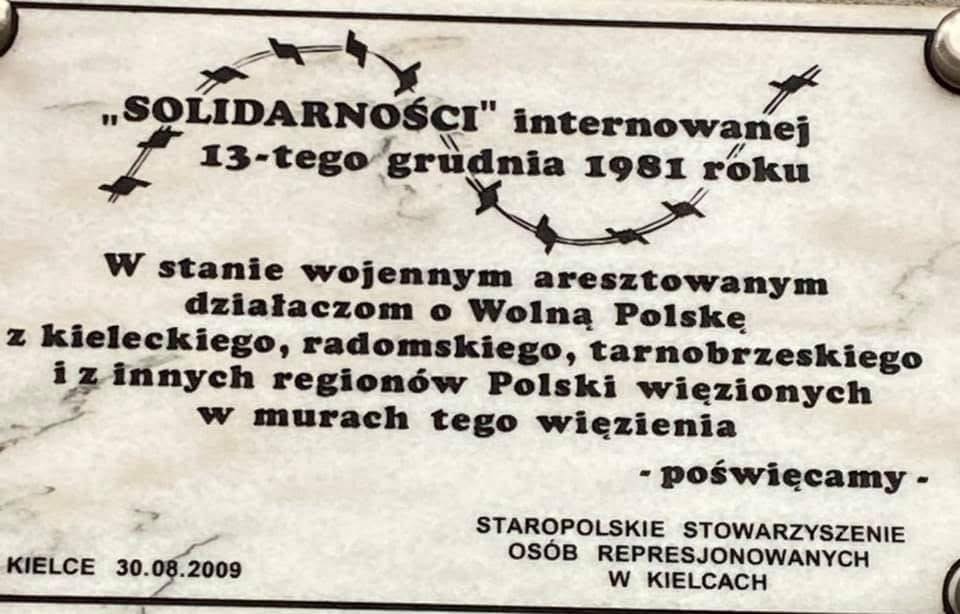 „SOLIDARNOŚCI" internowanej
13-tego grudnia 1981 roku
W stanie wojennym aresztowanym
działaczom o Wolną Polskę
z kieleckiego, radomskiego, tarnobrzeskiego
i z innych regionów Polski więzionych
w murach tego więzienia
- poświęcamy -
STAROPOLSKIE STOWARZYSZENIE
OSÓB REPRESJONOWANYCH
W KIELCACH
KIELCE 30.08.2009